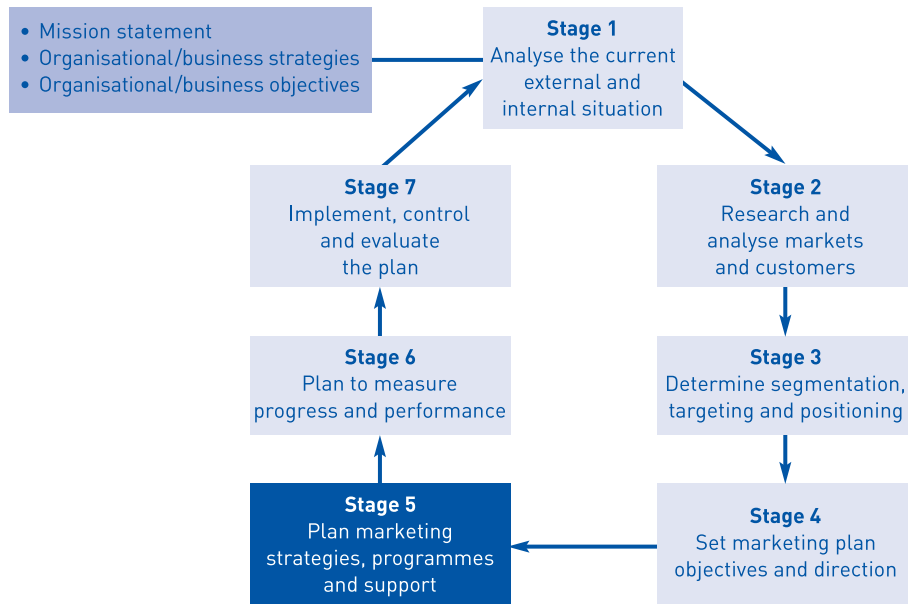 • Mission statement
• Organisational/business strategies
• Organisational/business objectives
Stage 1
Analyse the current
external and
internal situation
Stage 2
Research and
analyse markets
and customers
Stage 3
Determine segmentation,
targeting and positioning
Stage 4
Set marketing plan
objectives and direction
Stage 5
Plan marketing
strategies, programmes
and support
Stage 6
Plan to measure
progress and performance
Stage 7
Implement, control
and evaluate
the plan